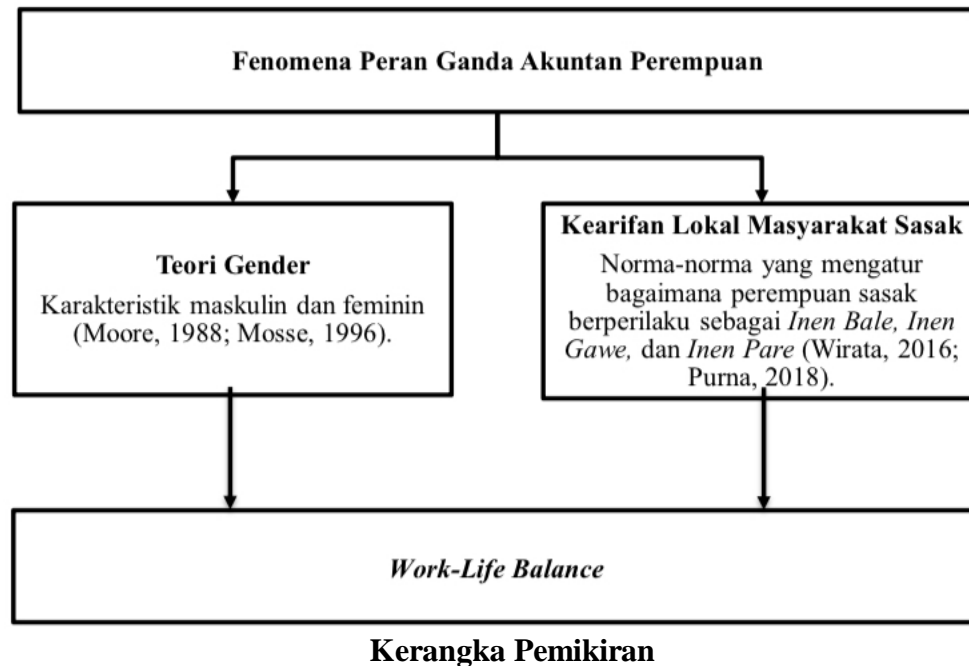 Fenomena Peran Ganda Akuntan Perempuan
Teori Gender
Karakteristik maskulin dan feminin
(Moore, 1988; Mosse, 1996).
Kearifan Lokal Masyarakat Sasak
Norma-norma yang mengatur
bagaimana perempuan sasak
berperilaku sebagai Inen Bale, Inen
Gawe, dan Inen Pare (Wirata, 2016;
Purna, 2018).
Work-Life Balance
Kerangka Pemikiran